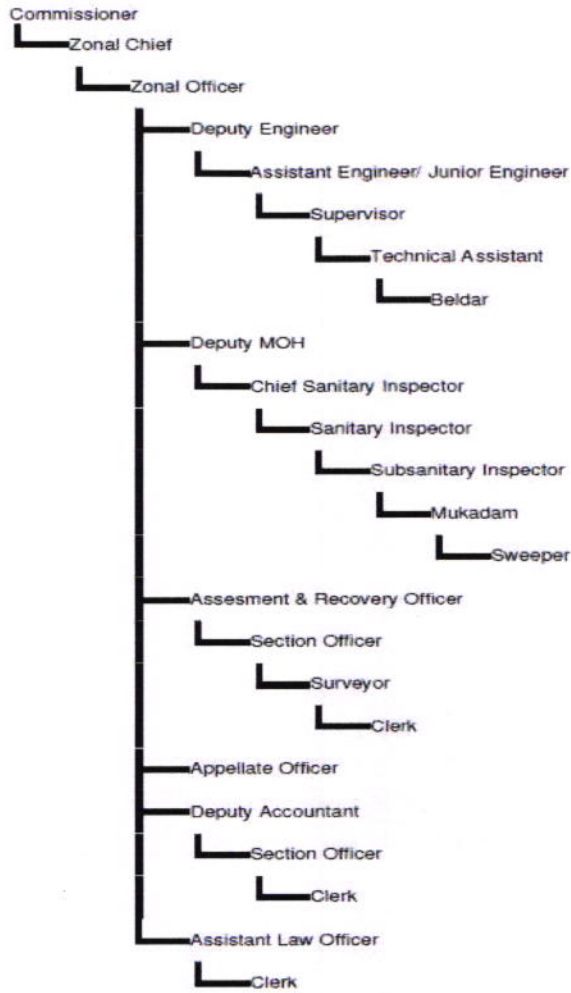 Commissioner
Zonal Chief
Zonal Officer
Deputy Engineer
Assistant Engineer/ Junior Engineer
Supervisor
Technical Assistant
Beldar
Deputy MOH
Chief Sanitary Inspector
Sanitary Inspector
Subsanitary Inspector
Mukadam
Sweeper
Assesment & Recovery Officer
Section Officer
Surveyor
Clerk
Appellate Officer
Deputy Accountant
Section Officer
Clerk
Assistant Law Officer
Clerk